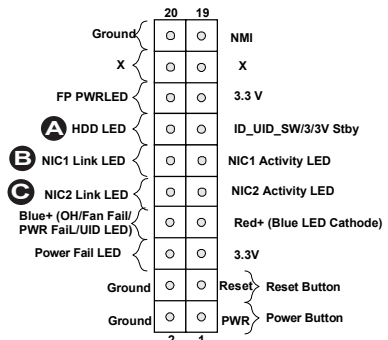 20 19
Ground NMI
X X
FP PWRLED 3.3 V
A HDD LED ID_UID_SW/3/3V Stby
B NIC1 Link LED NIC1 Activity LED
C NIC2 Link LED NIC2 Activity LED
Blue+ (OH/Fan Fail/
PWR FaiL/UID LED) Red+ (Blue LED Cathode)
Power Fail LED 3.3V
Ground Reset Reset Button
Ground PWR Power Button
2 1